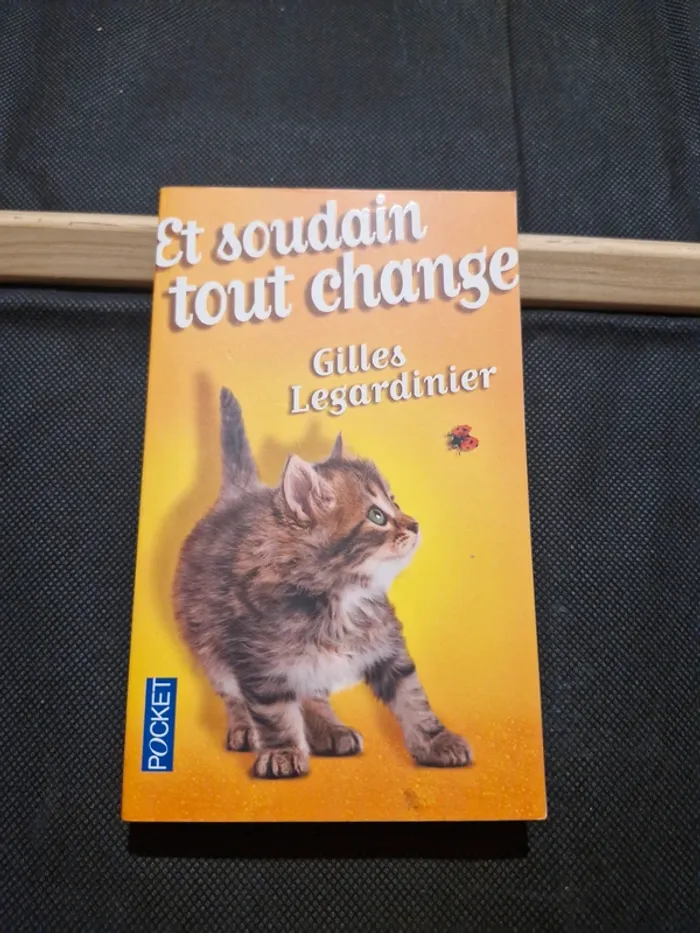 Et soudain
tout change
Gilles
Legardinier
POCKET